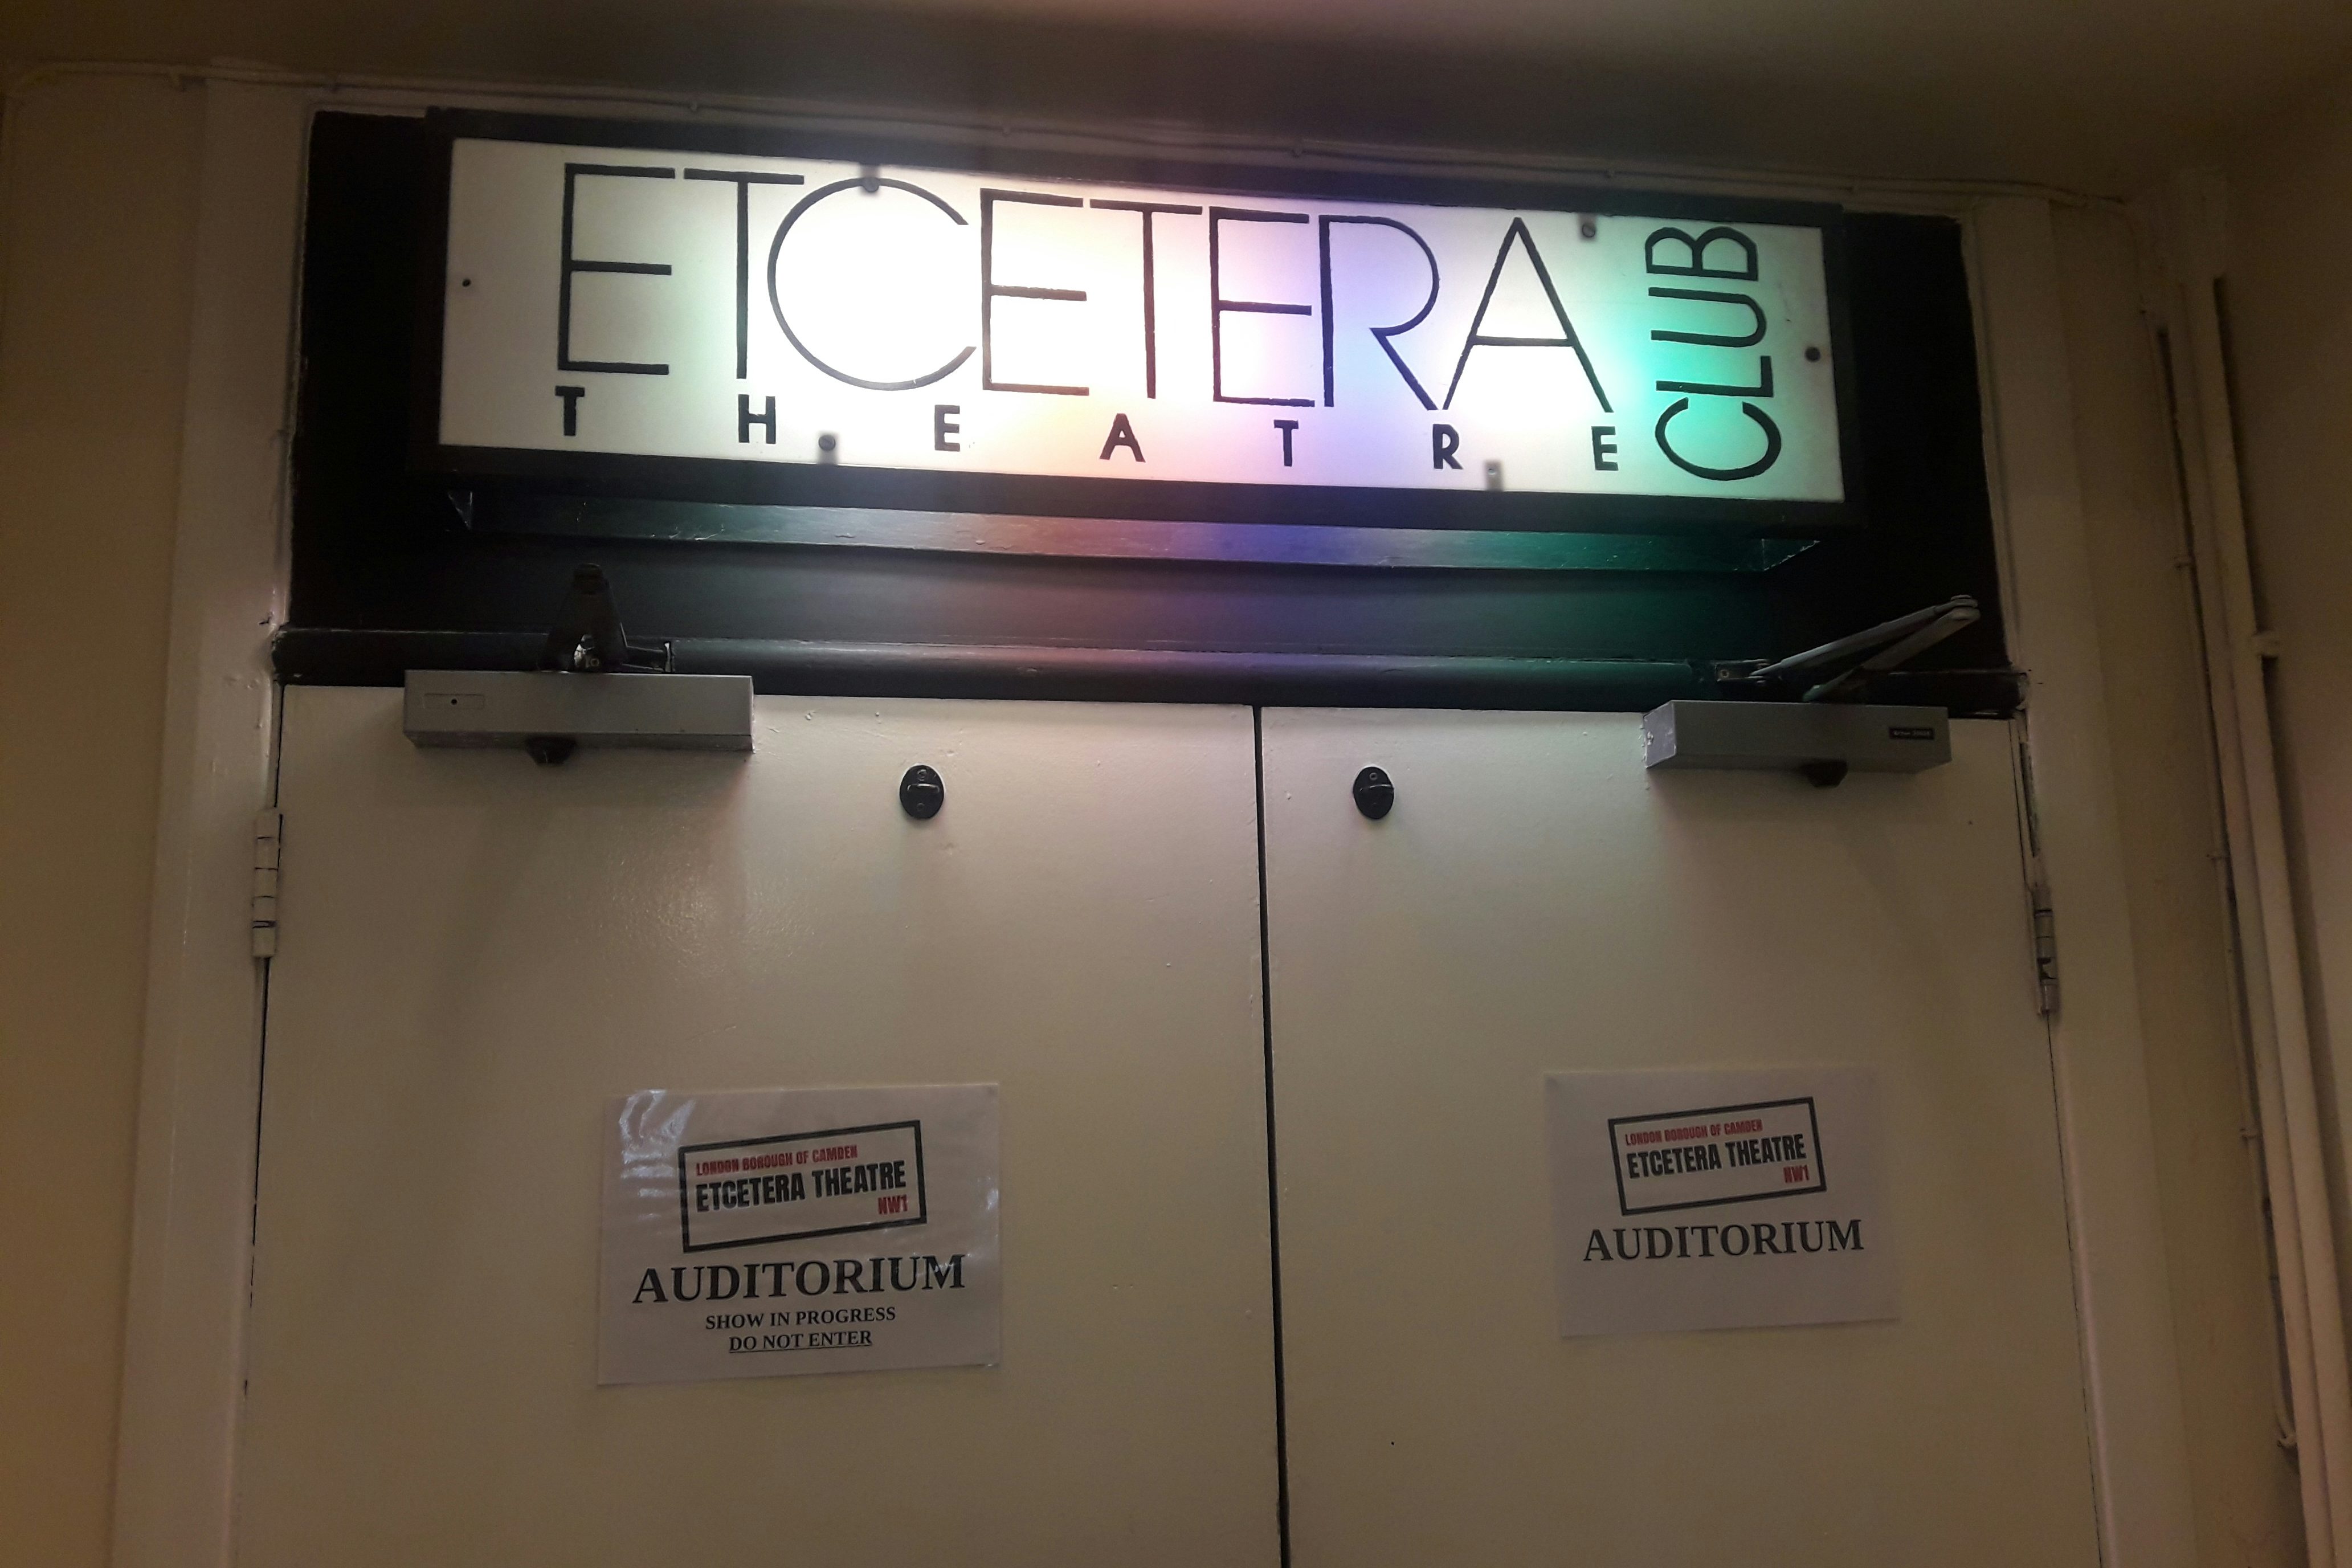 ETCETERA
THEATRE
CLUB
LONDON BOROUGH OF CAMDEN
ETCETERA THEATRE
NW1
AUDITORIUM
SHOW IN PROGRESS
DO NOT ENTER
LONDON BOROUGH OF CAMDEN
ETCETERA THEATRE
NW1
AUDITORIUM